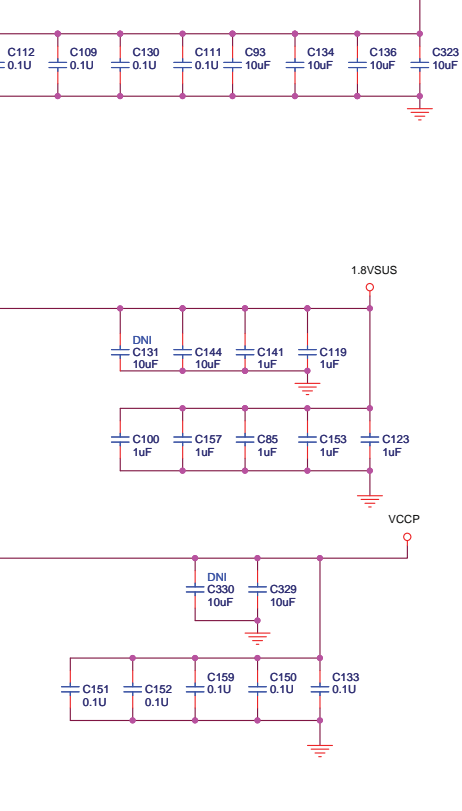 C112 C109 C130 C111 C93 C134 C136 C323
0.1U 0.1U 0.1U 0.1U 10uF 10uF 10uF 10uF
1.8VSUS
DNI
C131 C144 C141 C119
10uF 10uF 1uF 1uF
C100 C157 C85 C153 C123
1uF 1uF 1uF 1uF 1uF
VCCP
DNI
C330 C329
10uF 10uF
C159 C150 C133
0.1U 0.1U 0.1U
C151 C152
0.1U 0.1U